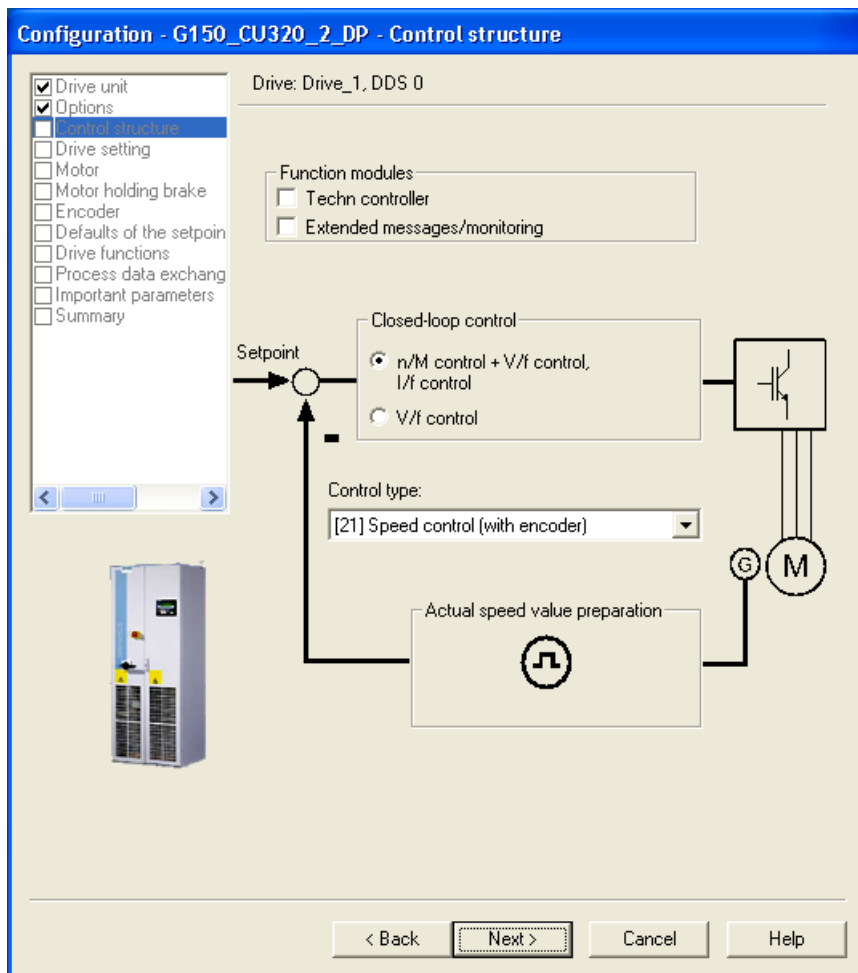 Configuration - G150_CU320_2_DP - Control structure
Drive unit
Options
Control structure
Drive setting
Motor
Motor holding brake
Encoder
Defaults of the setpoin
Drive functions
Process data exchang
Important parameters
Summary
Drive: Drive_1, DDS 0
Function modules
Techn controller
Extended messages/monitoring
Setpoint
Closed-loop control
n/M control + V/f control,
I/f control
V/f control
Control type:
[21] Speed control (with encoder)
G
M
Actual speed value preparation
< Back
Next >
Cancel
Help